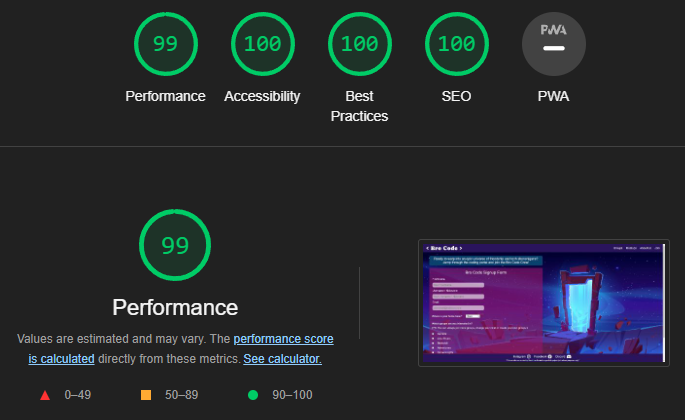 99
100
100
100
PWA
Performance
Accessibility
Best
Practices
SEO
PWA
99
Performance
Values are estimated and may vary. The performance score
is calculated directly from these metrics. See calculator.
0–49
50–89
90–100
< Bro Code >
Bro Code Signup Form